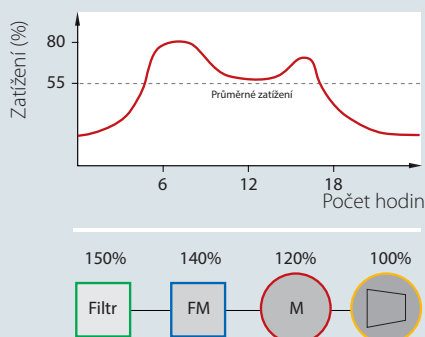 Zatížení (%)
80
55
Průměrné zatížení
6 12 18
Počet hodin
150% 140% 120% 100%
Filtr FM M